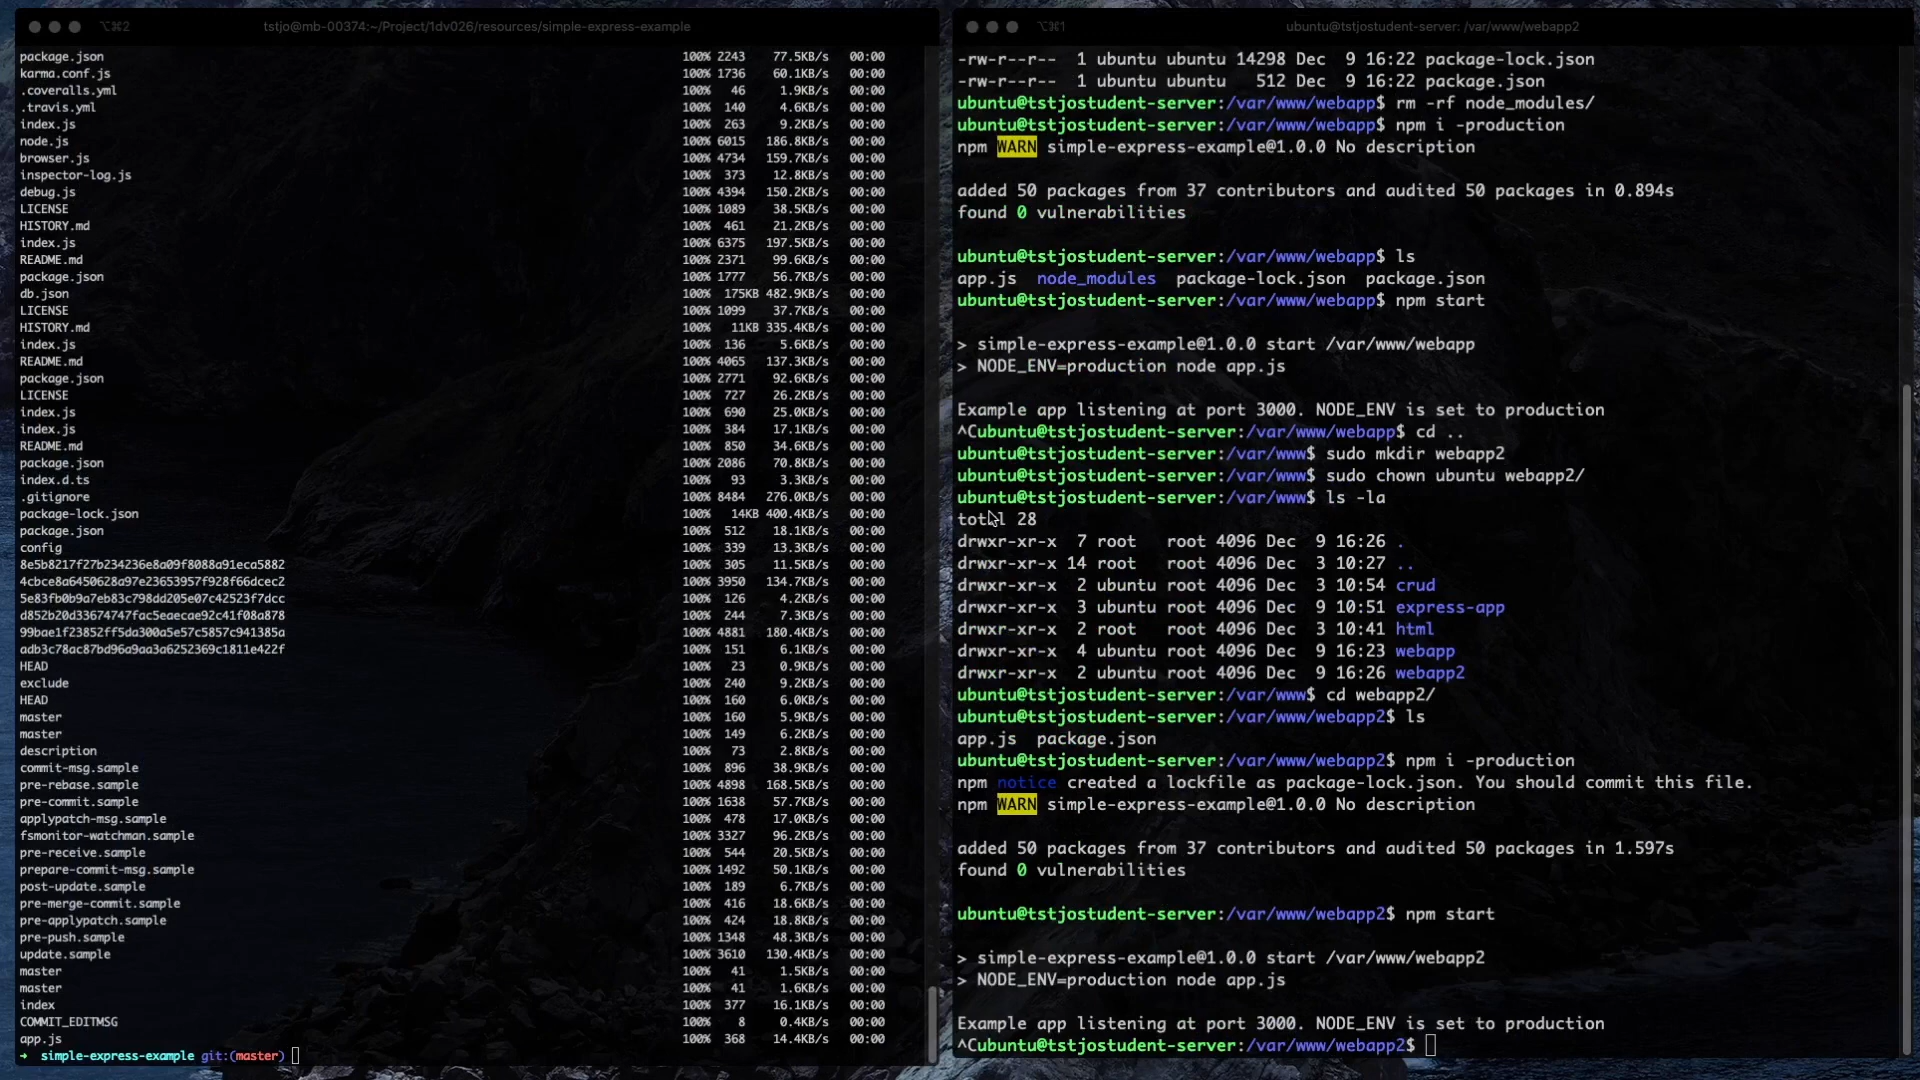 ⌥⌘2 tstjo@mb-00374:~/Project/1dv026/resources/simple-express-example
package.json 100% 2243 77.5KB/s 00:00
karma.conf.js 100% 1736 60.1KB/s 00:00
.coveralls.yml 100% 46 1.9KB/s 00:00
.travis.yml 100% 140 4.6KB/s 00:00
index.js 100% 263 9.2KB/s 00:00
node.js 100% 6015 186.8KB/s 00:00
browser.js 100% 4734 159.7KB/s 00:00
inspector-log.js 100% 373 12.8KB/s 00:00
debug.js 100% 4394 150.2KB/s 00:00
LICENSE 100% 1089 38.5KB/s 00:00
HISTORY.md 100% 461 21.2KB/s 00:00
index.js 100% 6375 197.5KB/s 00:00
README.md 100% 2371 99.6KB/s 00:00
package.json 100% 1777 56.7KB/s 00:00
db.json 100% 175KB 482.9KB/s 00:00
LICENSE 100% 1099 37.7KB/s 00:00
HISTORY.md 100% 11KB 335.4KB/s 00:00
index.js 100% 136 5.6KB/s 00:00
README.md 100% 4065 137.3KB/s 00:00
package.json 100% 2771 92.6KB/s 00:00
LICENSE 100% 727 26.2KB/s 00:00
index.js 100% 690 25.0KB/s 00:00
index.js 100% 384 17.1KB/s 00:00
README.md 100% 850 34.6KB/s 00:00
package.json 100% 2086 70.8KB/s 00:00
index.d.ts 100% 93 3.3KB/s 00:00
.gitignore 100% 8484 276.0KB/s 00:00
package-lock.json 100% 14KB 400.4KB/s 00:00
package.json 100% 512 18.1KB/s 00:00
config 100% 339 13.3KB/s 00:00
8e5b8217f27b234236e8a09f8088a91eca5882 100% 305 11.5KB/s 00:00
4cbce8a6450628a97e23653957f928f66dcec2 100% 3950 134.7KB/s 00:00
5e83fb0b9a7eb83c798dd205e07c42523f7dcc 100% 126 4.2KB/s 00:00
d852b20d33674747fac5eaecae92c41f08a878 100% 244 7.3KB/s 00:00
99bae1f23852ff5da300a5e57c5857c941385a 100% 4881 180.4KB/s 00:00
adb3c78ac87bd96a9aa3a6252369c1811e422f 100% 151 6.1KB/s 00:00
HEAD 100% 23 0.9KB/s 00:00
exclude 100% 240 9.2KB/s 00:00
HEAD 100% 160 6.0KB/s 00:00
master 100% 160 5.9KB/s 00:00
master 100% 149 6.2KB/s 00:00
description 100% 73 2.8KB/s 00:00
commit-msg.sample 100% 896 38.9KB/s 00:00
pre-rebase.sample 100% 4898 168.5KB/s 00:00
pre-commit.sample 100% 1638 57.7KB/s 00:00
applypatch-msg.sample 100% 478 17.0KB/s 00:00
fsmonitor-watchman.sample 100% 3327 96.2KB/s 00:00
pre-receive.sample 100% 544 20.5KB/s 00:00
prepare-commit-msg.sample 100% 1492 50.1KB/s 00:00
post-update.sample 100% 189 6.7KB/s 00:00
pre-merge-commit.sample 100% 416 18.6KB/s 00:00
pre-applypatch.sample 100% 424 18.8KB/s 00:00
pre-push.sample 100% 1348 48.3KB/s 00:00
update.sample 100% 3610 130.4KB/s 00:00
master 100% 41 1.5KB/s 00:00
master 100% 41 1.6KB/s 00:00
index 100% 377 16.1KB/s 00:00
COMMIT_EDITMSG 100% 8 0.4KB/s 00:00
app.js 100% 368 14.4KB/s 00:00
➜ simple-express-example git:(master)
⌥⌘1 ubuntu@tstjostudent-server: /var/www/webapp2
-rw-r--r-- 1 ubuntu ubuntu 14298 Dec 9 16:22 package-lock.json
-rw-r--r-- 1 ubuntu ubuntu 512 Dec 9 16:22 package.json
ubuntu@tstjostudent-server:/var/www/webapp$ rm -rf node_modules/
ubuntu@tstjostudent-server:/var/www/webapp$ npm i -production
npm WARN simple-express-example@1.0.0 No description
added 50 packages from 37 contributors and audited 50 packages in 0.894s
found 0 vulnerabilities
ubuntu@tstjostudent-server:/var/www/webapp$ ls
app.js node_modules package-lock.json package.json
ubuntu@tstjostudent-server:/var/www/webapp$ npm start
> simple-express-example@1.0.0 start /var/www/webapp
> NODE_ENV=production node app.js
Example app listening at port 3000. NODE_ENV is set to production
^Cubuntu@tstjostudent-server:/var/www/webapp$ cd ..
ubuntu@tstjostudent-server:/var/www$ sudo mkdir webapp2
ubuntu@tstjostudent-server:/var/www$ sudo chown ubuntu webapp2/
ubuntu@tstjostudent-server:/var/www$ ls -la
total 28
drwxr-xr-x 7 root root 4096 Dec 9 16:26 .
drwxr-xr-x 14 root root 4096 Dec 3 10:27 ..
drwxr-xr-x 2 ubuntu root 4096 Dec 3 10:54 crud
drwxr-xr-x 3 ubuntu root 4096 Dec 9 10:51 express-app
drwxr-xr-x 2 root root 4096 Dec 3 10:41 html
drwxr-xr-x 4 ubuntu root 4096 Dec 9 16:23 webapp
drwxr-xr-x 2 ubuntu root 4096 Dec 9 16:26 webapp2
ubuntu@tstjostudent-server:/var/www$ cd webapp2/
ubuntu@tstjostudent-server:/var/www/webapp2$ ls
app.js package.json
ubuntu@tstjostudent-server:/var/www/webapp2$ npm i -production
npm notice created a lockfile as package-lock.json. You should commit this file.
npm WARN simple-express-example@1.0.0 No description
added 50 packages from 37 contributors and audited 50 packages in 1.597s
found 0 vulnerabilities
ubuntu@tstjostudent-server:/var/www/webapp2$ npm start
> simple-express-example@1.0.0 start /var/www/webapp2
> NODE_ENV=production node app.js
Example app listening at port 3000. NODE_ENV is set to production
^Cubuntu@tstjostudent-server:/var/www/webapp2$